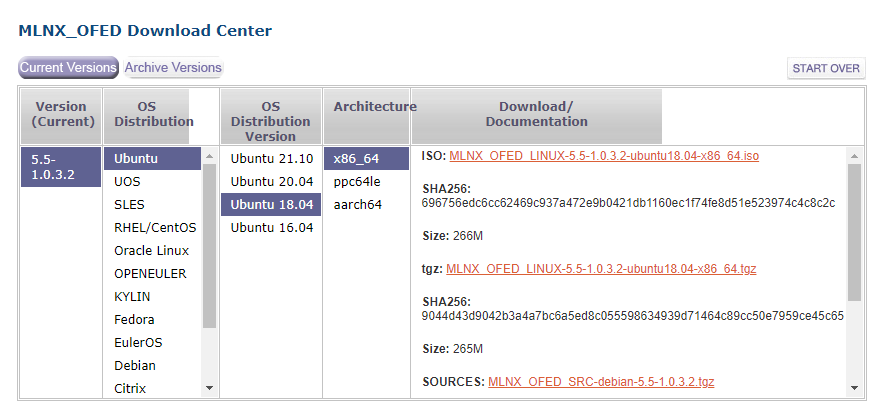 MLNX_OFED Download Center
Current Versions
Archive Versions
START OVER
Version
(Current)
OS
Distribution
OS
Distribution
Version
Architecture
Download/
Documentation
5.5-
1.0.3.2
Ubuntu
UOS
SLES
RHEL/CentOS
Oracle Linux
OPENEULER
KYLIN
Fedora
EulerOS
Debian
Citrix
Ubuntu 21.10
Ubuntu 20.04
Ubuntu 18.04
Ubuntu 16.04
x86_64
ppc64le
aarch64
ISO: MLNX_OFED_LINUX-5.5-1.0.3.2-ubuntu18.04-x86_64.iso
SHA256:
696756edc6cc62469c937a472e9b0421db1160ec1f74fe8d51e523974c4c8c2c
Size: 266M
tgz: MLNX_OFED_LINUX-5.5-1.0.3.2-ubuntu18.04-x86_64.tgz
SHA256:
9044d43d9042b3a4a7bc6a5ed8c055598634939d71464c89cc50e7959ce45c65
Size: 265M
SOURCES: MLNX_OFED_SRC-debian-5.5-1.0.3.2.tgz